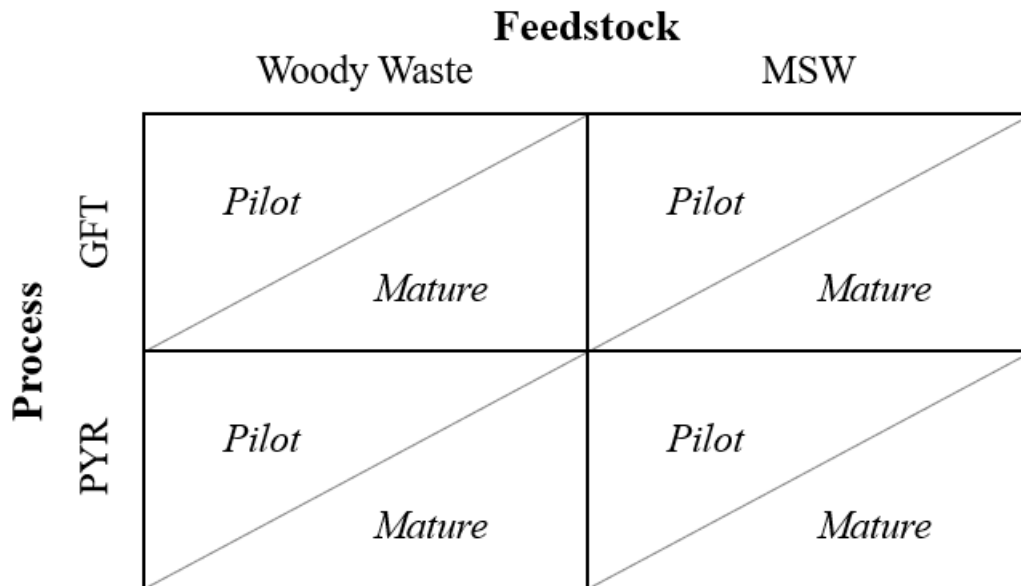 Feedstock
Woody Waste MSW
Process
GFT
Pilot Pilot
Mature Mature
PYR
Pilot Pilot
Mature Mature